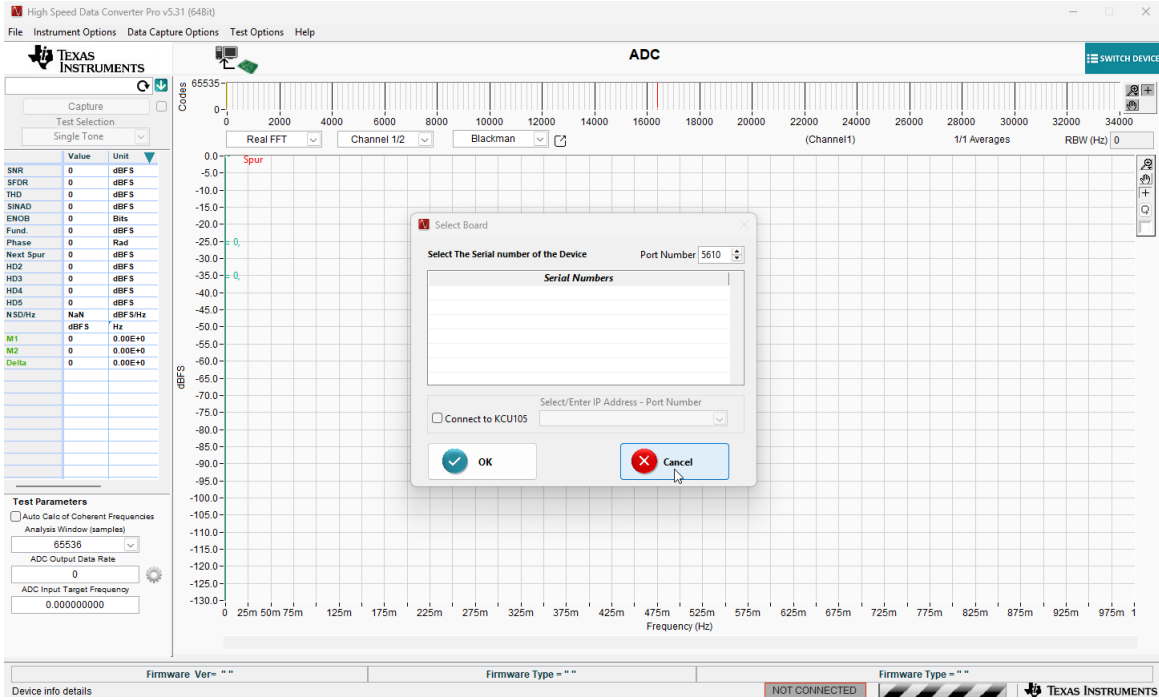 High Speed Data Converter Pro v5.31 (64Bit)
File Instrument Options Data Capture Options Test Options Help
TEXAS INSTRUMENTS
ADC
SWITCH DEVICE
Capture
Test Selection
Single Tone
Codes
65535
0
0 2000 4000 6000 8000 10000 12000 14000 16000 18000 20000 22000 24000 26000 28000 30000 32000 34000
Real FFT Channel 1/2 Blackman (Channel1) 1/1 Averages RBW (Hz) 0
Value Unit
SNR 0 dBFS
SFDR 0 dBFS
THD 0 dBFS
SINAD 0 dBFS
ENOB 0 Bits
Fund. 0 dBFS
Phase 0 Rad
Next Spur 0 dBFS
HD2 0 dBFS
HD3 0 dBFS
HD4 0 dBFS
HD5 0 dBFS
NSD/Hz NaN dBFS/Hz
dBFS Hz
M1 0 0.00E+0
M2 0 0.00E+0
Delta 0 0.00E+0
Test Parameters
Auto Calc of Coherent Frequencies
Analysis Window (samples)
65536
ADC Output Data Rate
0
ADC Input Target Frequency
0.000000000
dBFS
0.0
-5.0
-10.0
-15.0
-20.0
-25.0
-30.0
-35.0
-40.0
-45.0
-50.0
-55.0
-60.0
-65.0
-70.0
-75.0
-80.0
-85.0
-90.0
-95.0
-100.0
-105.0
-110.0
-115.0
-120.0
-125.0
-130.0
Spur
= 0,
= 0,
0 25m 50m 75m 125m 175m 225m 275m 325m 375m 425m 475m 525m 575m 625m 675m 725m 775m 825m 875m 925m 975m 1
Frequency (Hz)
Select Board
Select The Serial number of the Device Port Number 5610
Serial Numbers
Select/Enter IP Address - Port Number
Connect to KCU105
OK Cancel
Firmware Ver= " " Firmware Type = " " Firmware Type = " "
Device info details NOT CONNECTED TEXAS INSTRUMENTS